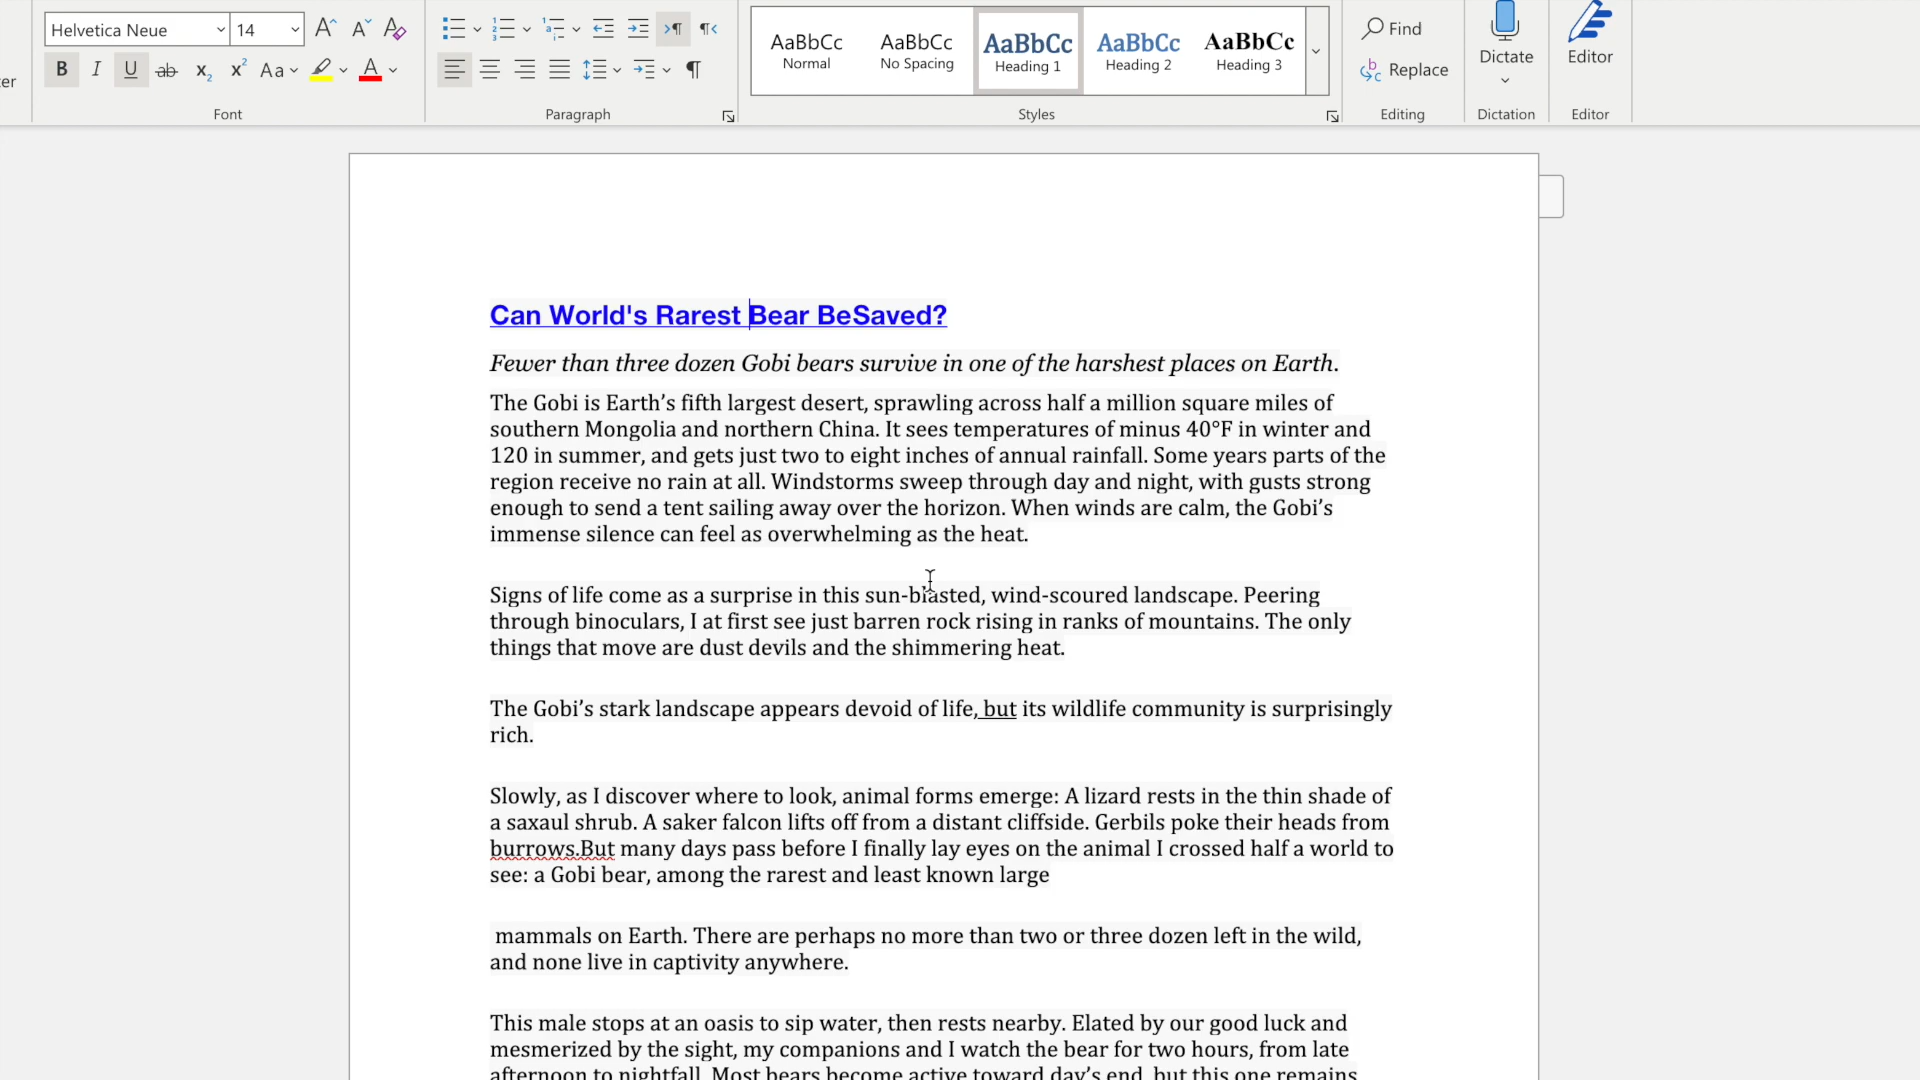 Helvetica Neue 14
AaBbCc AaBbCc AaBbCc AaBbCc AaBbCc
Normal No Spacing Heading 1 Heading 2 Heading 3
Find
Replace
Dictate
Editor
er
Font Paragraph Styles Editing Dictation Editor
Can World's Rarest Bear BeSaved?
Fewer than three dozen Gobi bears survive in one of the harshest places on Earth.
The Gobi is Earth’s fifth largest desert, sprawling across half a million square miles of
southern Mongolia and northern China. It sees temperatures of minus 40°F in winter and
120 in summer, and gets just two to eight inches of annual rainfall. Some years parts of the
region receive no rain at all. Windstorms sweep through day and night, with gusts strong
enough to send a tent sailing away over the horizon. When winds are calm, the Gobi’s
immense silence can feel as overwhelming as the heat.
Signs of life come as a surprise in this sun-blasted, wind-scoured landscape. Peering
through binoculars, I at first see just barren rock rising in ranks of mountains. The only
things that move are dust devils and the shimmering heat.
The Gobi’s stark landscape appears devoid of life, but its wildlife community is surprisingly
rich.
Slowly, as I discover where to look, animal forms emerge: A lizard rests in the thin shade of
a saxaul shrub. A saker falcon lifts off from a distant cliffside. Gerbils poke their heads from
burrows.But many days pass before I finally lay eyes on the animal I crossed half a world to
see: a Gobi bear, among the rarest and least known large
mammals on Earth. There are perhaps no more than two or three dozen left in the wild,
and none live in captivity anywhere.
This male stops at an oasis to sip water, then rests nearby. Elated by our good luck and
mesmerized by the sight, my companions and I watch the bear for two hours, from late
afternoon to nightfall. Most bears become active toward day’s end, but this one remains